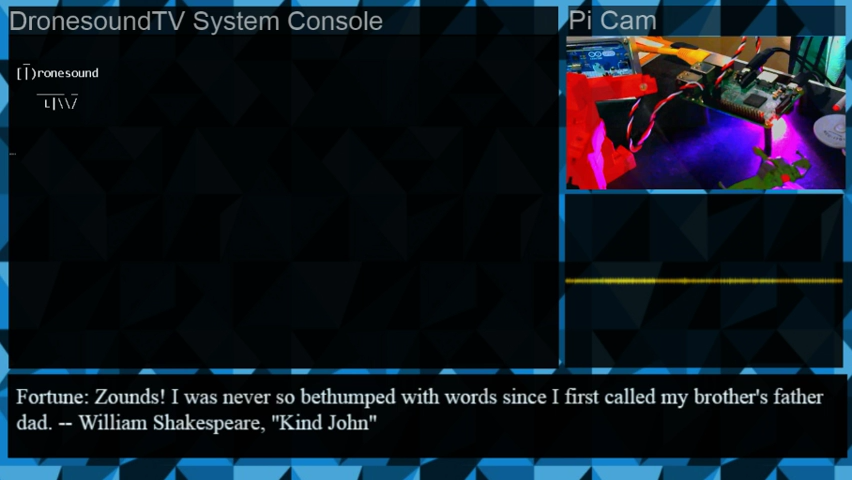 DronesoundTV System Console
Pi Cam
[|̅)ronesound
Fortune: Zounds! I was never so bethumped with words since I first called my brother's father
dad. -- William Shakespeare, "Kind John"